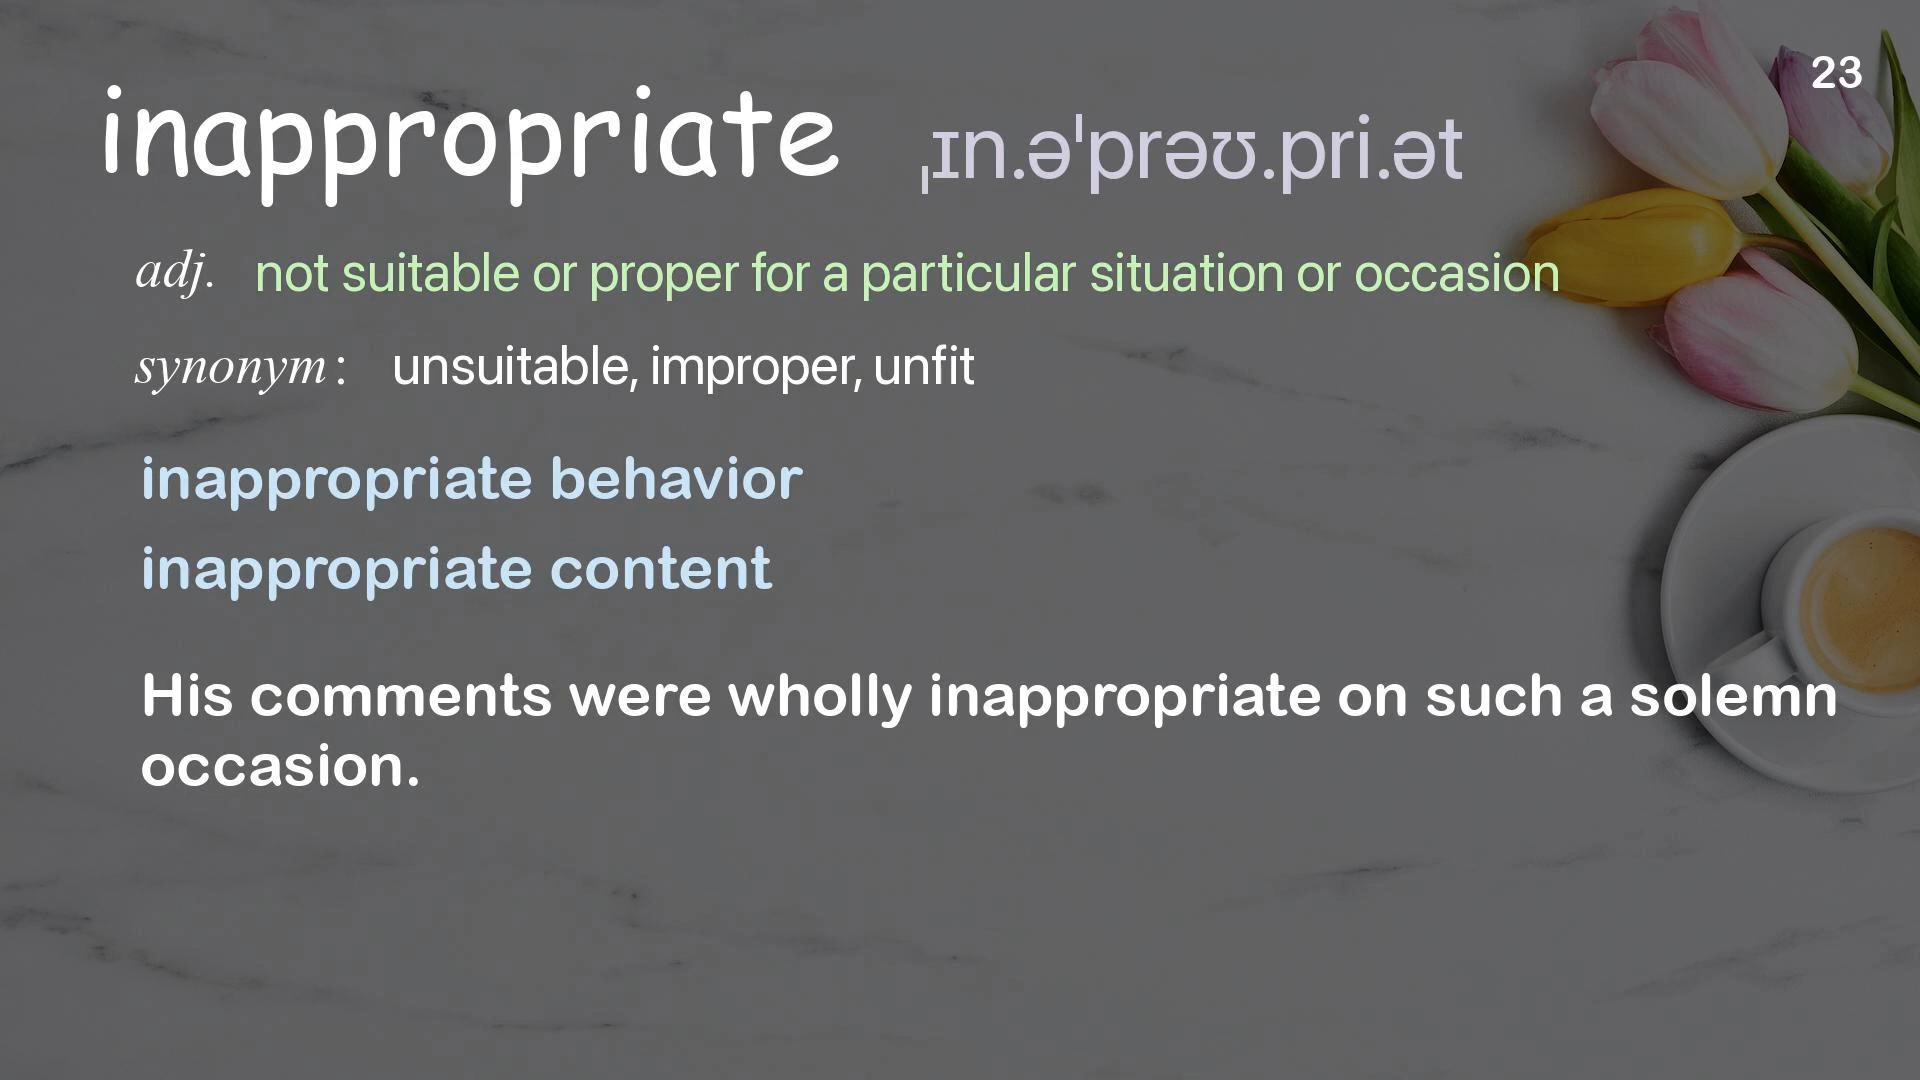 23
inappropriate ˌɪn.əˈprəʊ.pri.ət
adj. not suitable or proper for a particular situation or occasion
synonym: unsuitable, improper, unfit
inappropriate behavior
inappropriate content
His comments were wholly inappropriate on such a solemn
occasion.